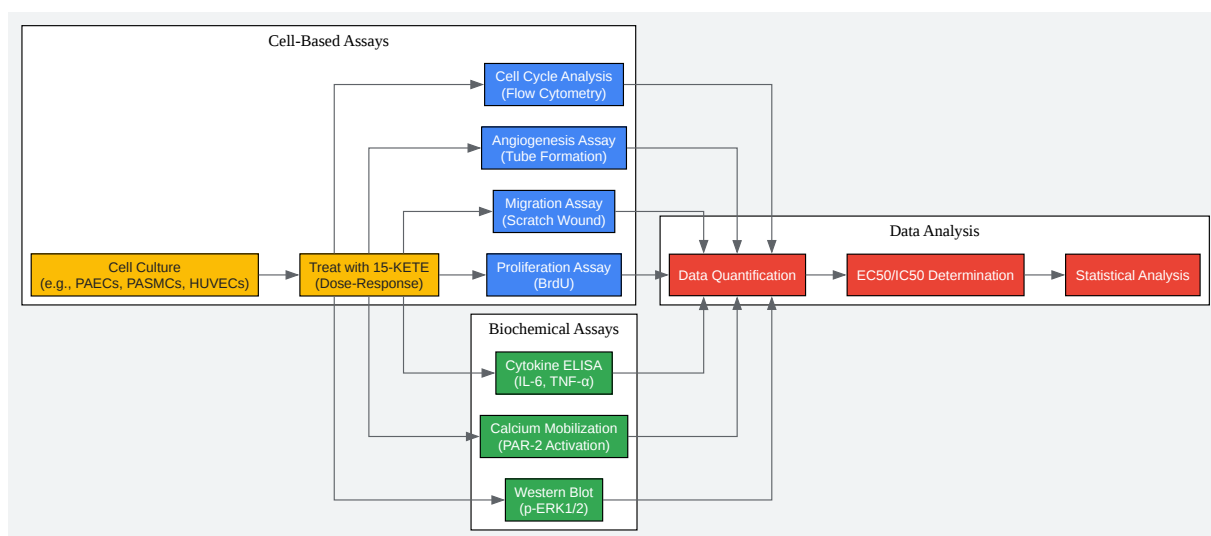 Cell-Based Assays
Cell Cycle Analysis
(Flow Cytometry)
Angiogenesis Assay
(Tube Formation)
Migration Assay
(Scratch Wound)
Cell Culture
(e.g., PAECs, PASMCs, HUVECs)
Treat with 15-KETE
(Dose-Response)
Proliferation Assay
(BrdU)
Data Analysis
Data Quantification
EC50/IC50 Determination
Statistical Analysis
Biochemical Assays
Cytokine ELISA
(IL-6, TNF-α)
Calcium Mobilization
(PAR-2 Activation)
Western Blot
(p-ERK1/2)